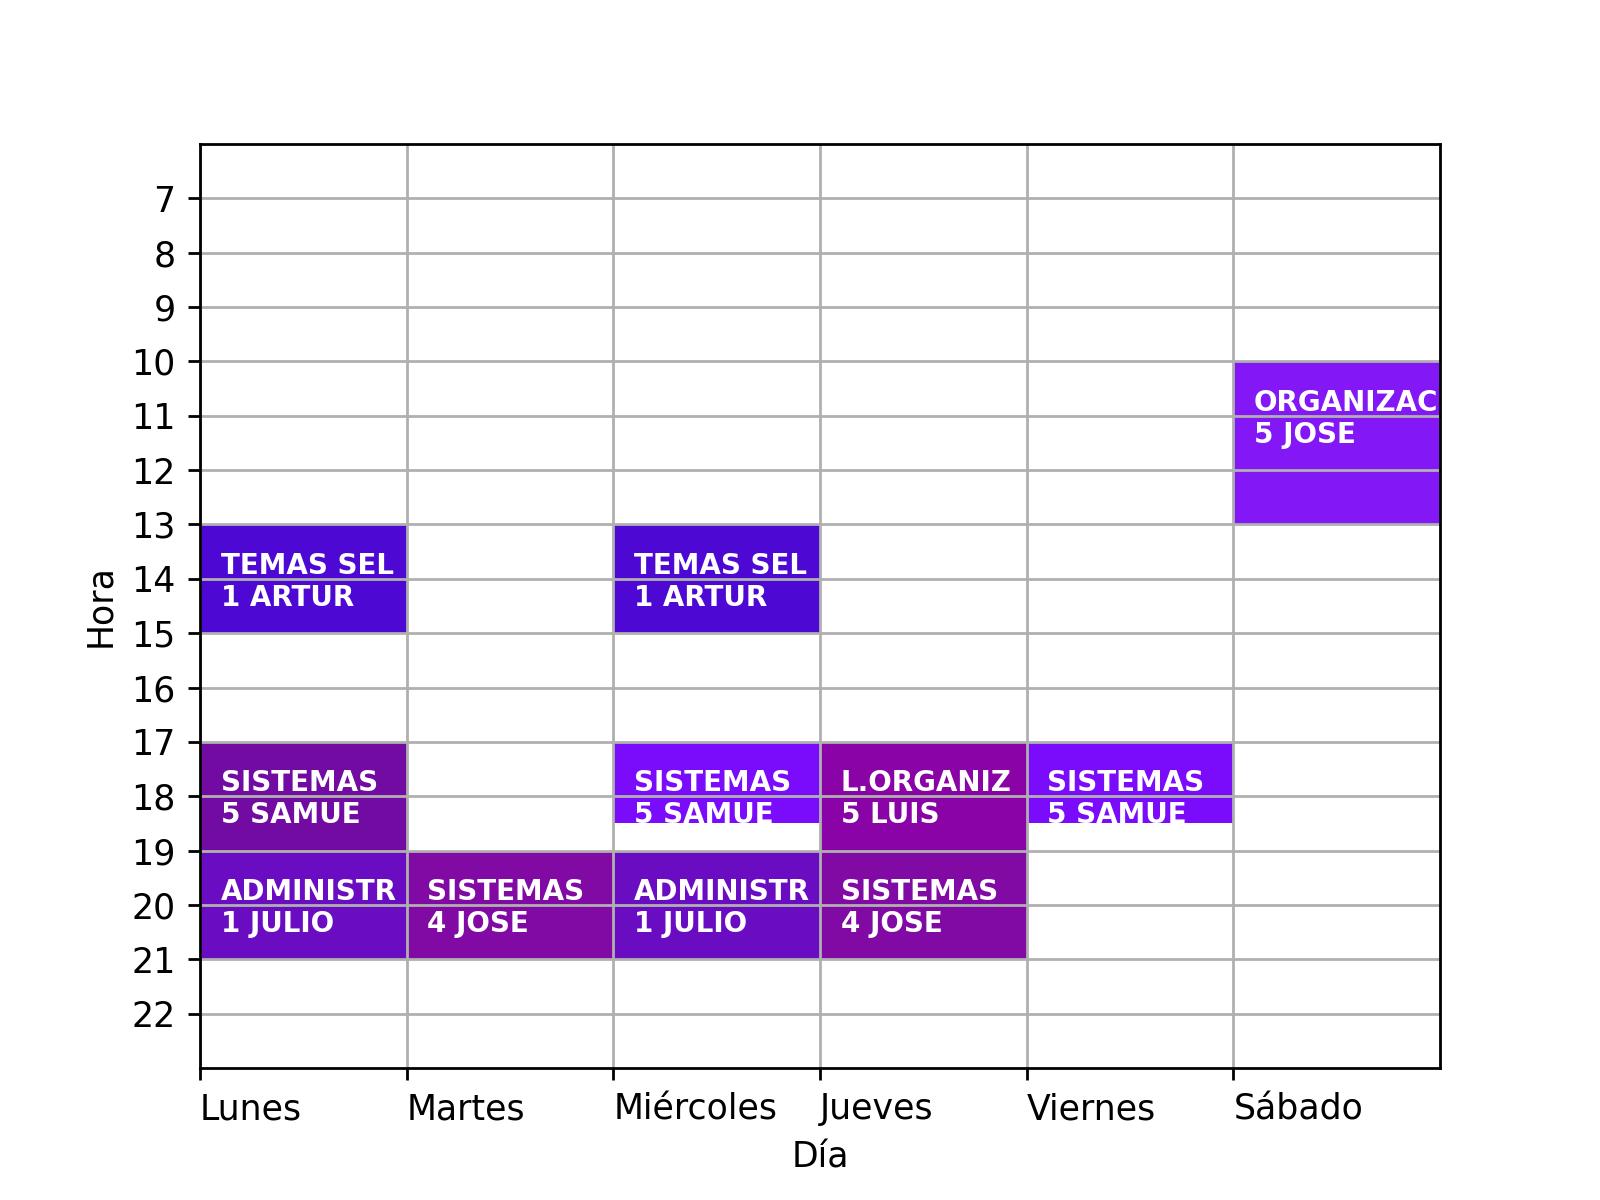 7
8
9
10
11
12
13
14
15
16
17
18
19
20
21
22
Hora
ORGANIZAC
5 JOSE
TEMAS SEL
1 ARTUR
TEMAS SEL
1 ARTUR
SISTEMAS
5 SAMUE
SISTEMAS
5 SAMUE
L.ORGANIZ
5 LUIS
SISTEMAS
5 SAMUE
ADMINISTR
1 JULIO
SISTEMAS
4 JOSE
ADMINISTR
1 JULIO
SISTEMAS
4 JOSE
Lunes
Martes
Miércoles
Jueves
Viernes
Sábado
Día